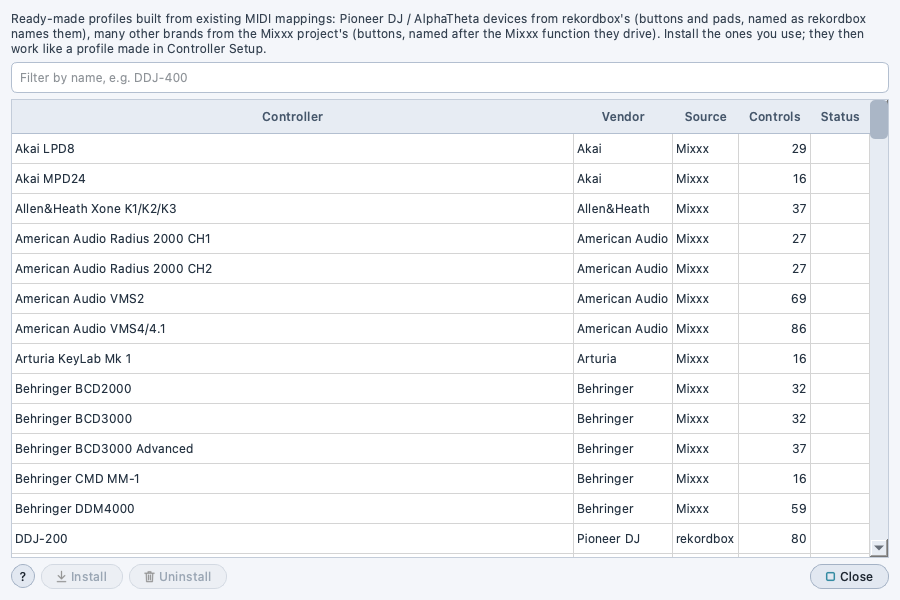 Ready-made profiles built from existing MIDI mappings: Pioneer DJ / AlphaTheta devices from rekordbox's (buttons and pads, named as rekordbox
names them), many other brands from the Mixxx project's (buttons, named after the Mixxx function they drive). Install the ones you use; they then
work like a profile made in Controller Setup.
Filter by name, e.g. DDJ-400
Controller Vendor Source Controls Status
Akai LPD8 Akai Mixxx 29
Akai MPD24 Akai Mixxx 16
Allen&Heath Xone K1/K2/K3 Allen&Heath Mixxx 37
American Audio Radius 2000 CH1 American Audio Mixxx 27
American Audio Radius 2000 CH2 American Audio Mixxx 27
American Audio VMS2 American Audio Mixxx 69
American Audio VMS4/4.1 American Audio Mixxx 86
Arturia KeyLab Mk 1 Arturia Mixxx 16
Behringer BCD2000 Behringer Mixxx 32
Behringer BCD3000 Behringer Mixxx 32
Behringer BCD3000 Advanced Behringer Mixxx 37
Behringer CMD MM-1 Behringer Mixxx 16
Behringer DDM4000 Behringer Mixxx 59
DDJ-200 Pioneer DJ rekordbox 80
? Install Uninstall Close